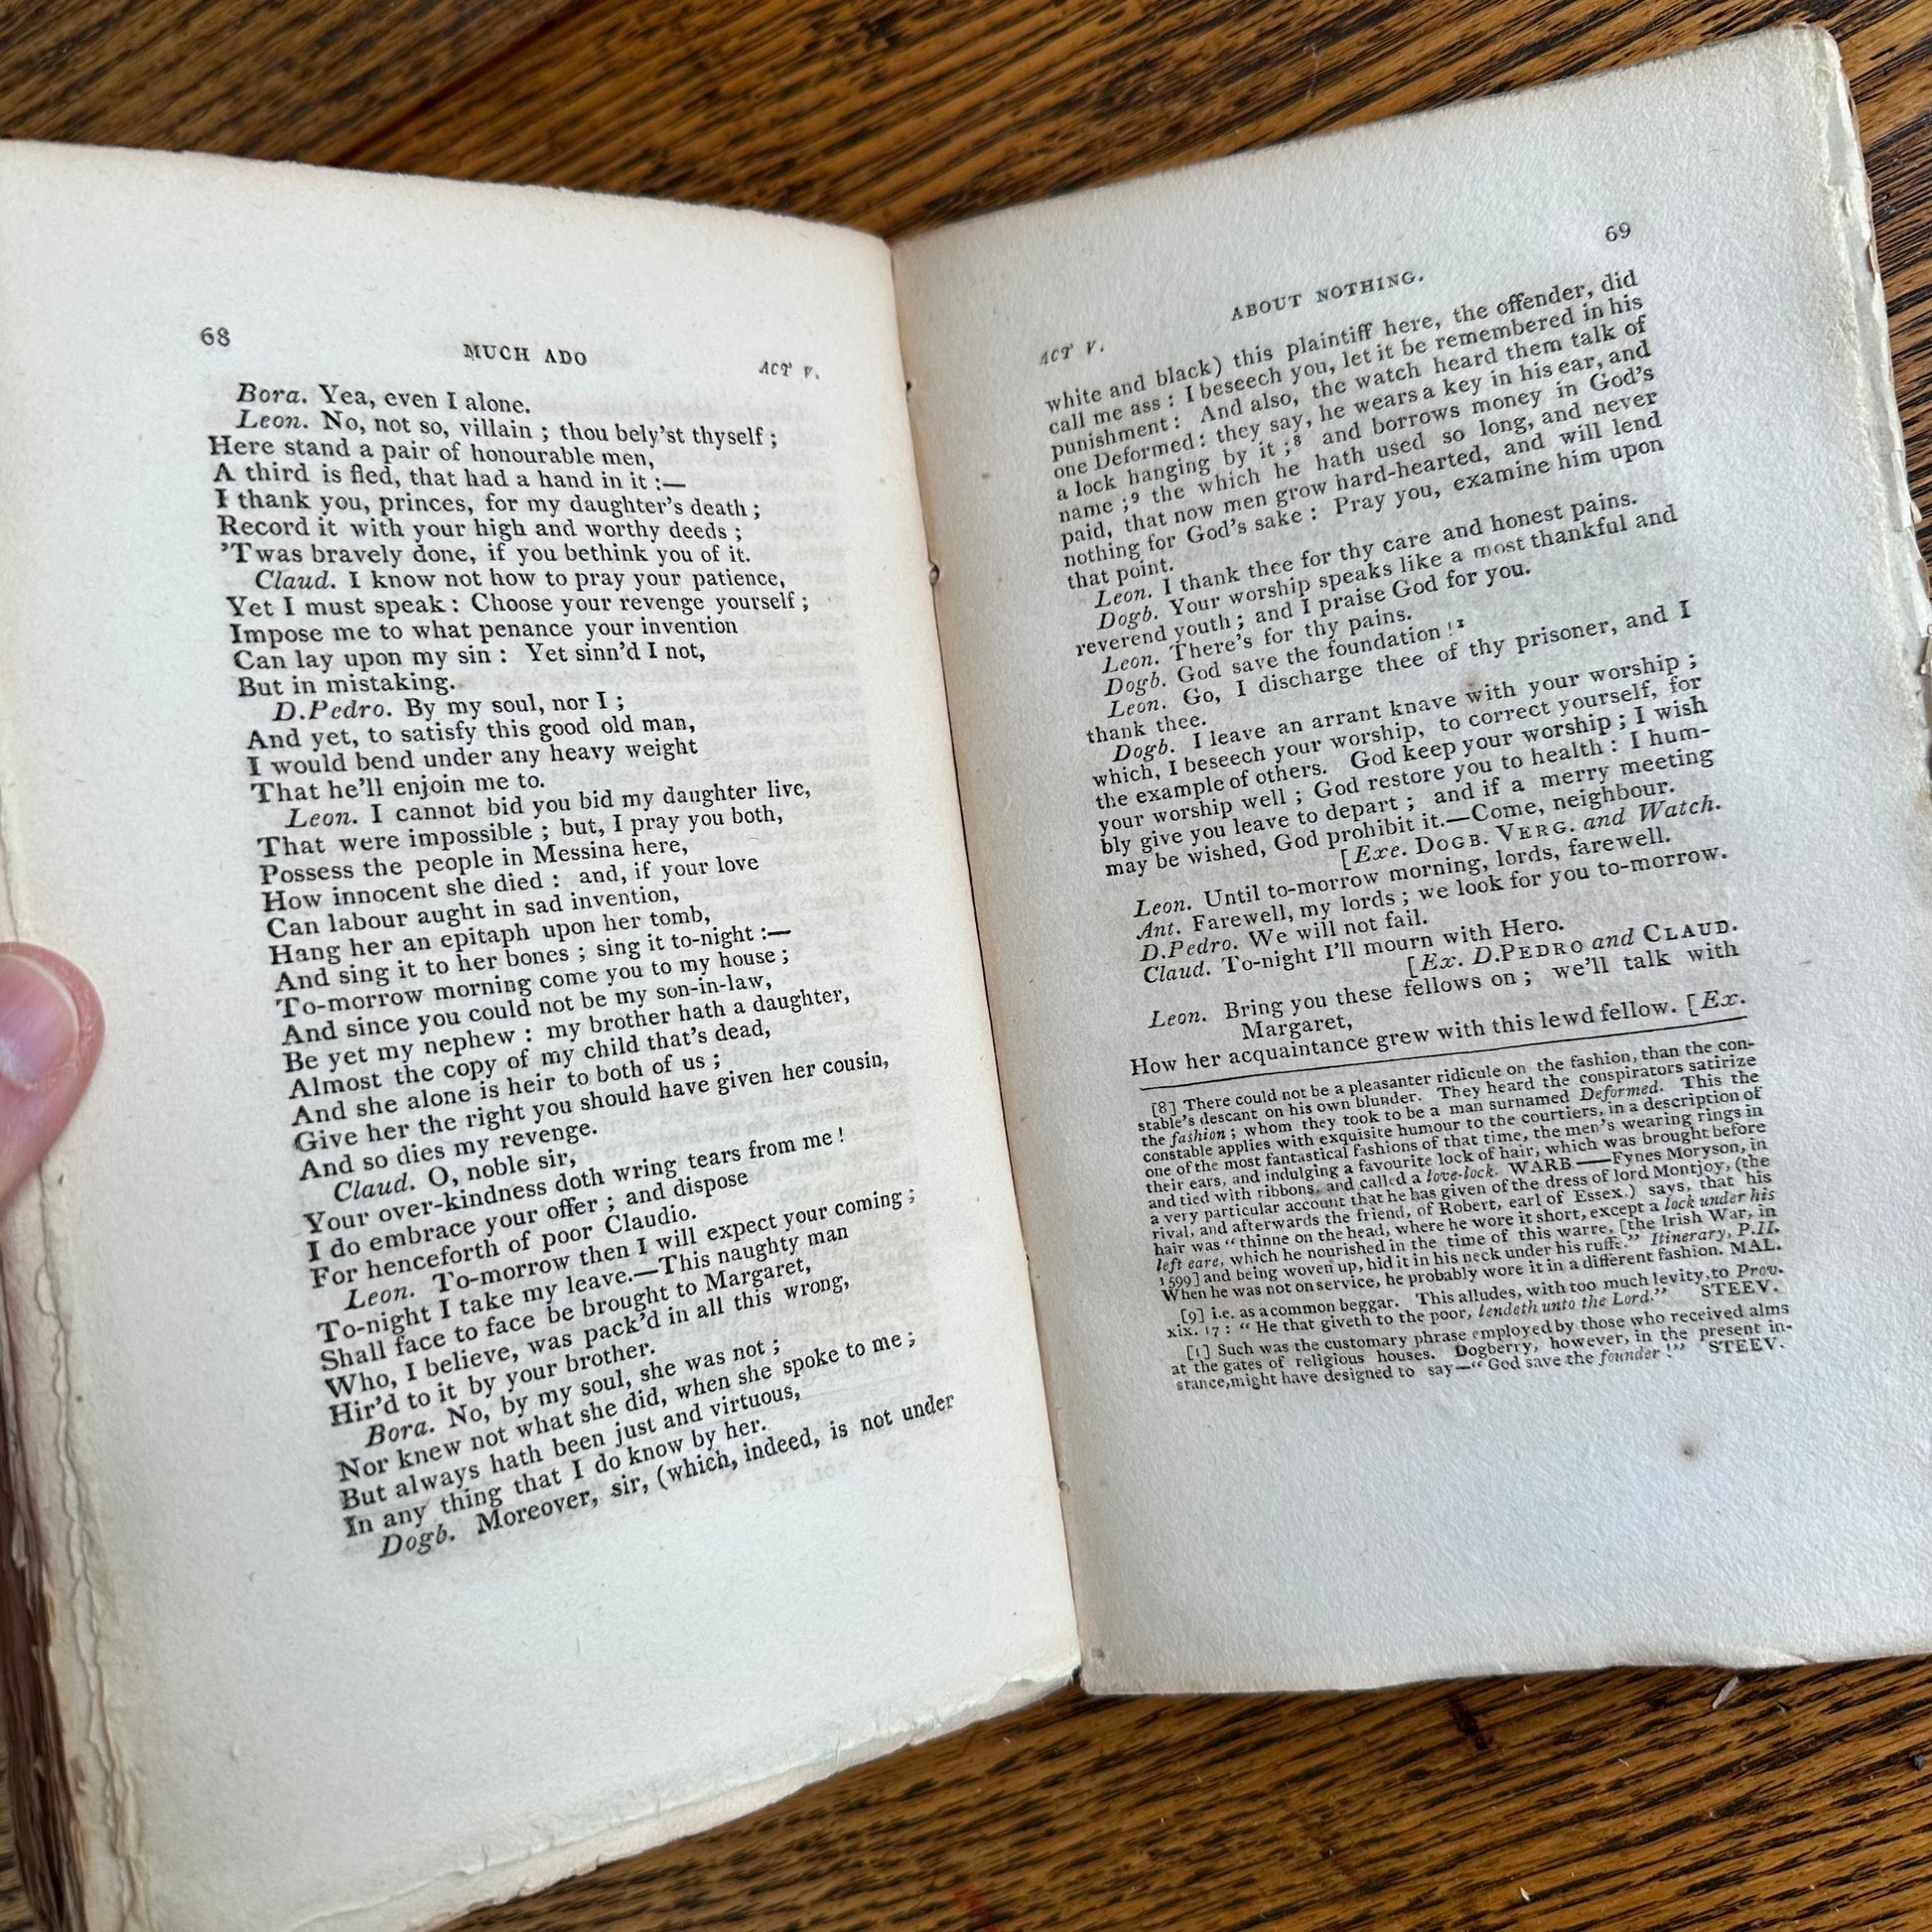 68
MUCH ADO
ACT V.
Bora. Yea, even I alone.
Leon. No, not so, villain ; thou bely'st thyself ;
Here stand a pair of honourable men,
A third is fled, that had a hand in it :—
I thank you, princes, for my daughter's death ;
Record it with your high and worthy deeds ;
'Twas bravely done, if you bethink you of it.
Claud. I know not how to pray your patience,
Yet I must speak : Choose your revenge yourself ;
Impose me to what penance your invention
Can lay upon my sin : Yet sinn'd I not,
But in mistaking.
D.Pedro. By my soul, nor I ;
And yet, to satisfy this good old man,
I would bend under any heavy weight
That he'll enjoin me to.
Leon. I cannot bid you bid my daughter live,
That were impossible ; but, I pray you both,
Possess the people in Messina here,
How innocent she died : and, if your love
Can labour aught in sad invention,
Hang her an epitaph upon her tomb,
And sing it to her bones ; sing it to-night :—
To-morrow morning come you to my house ;
And since you could not be my son-in-law,
Be yet my nephew : my brother hath a daughter,
Almost the copy of my child that's dead,
And she alone is heir to both of us ;
Give her the right you should have given her cousin,
And so dies my revenge.
Claud. O, noble sir,
Your over-kindness doth wring tears from me !
I do embrace your offer ; and dispose
For henceforth of poor Claudio.
Leon. To-morrow then I will expect your coming ;
To-night I take my leave.—This naughty man
Shall face to face be brought to Margaret,
Who, I believe, was pack'd in all this wrong,
Hir'd to it by your brother.
Bora. No, by my soul, she was not ;
Nor knew not what she did, when she spoke to me ;
But always hath been just and virtuous,
In any thing that I do know by her.
Dogb. Moreover, sir, (which, indeed, is not under
69
ABOUT NOTHING.
ACT V.
white and black) this plaintiff here, the offender, did
call me ass : I beseech you, let it be remembered in his
punishment : And also, the watch heard them talk of
one Deformed : they say, he wears a key in his ear, and
a lock hanging by it ;⁸ and borrows money in God's
name ;⁹ the which he hath used so long, and never
paid, that now men grow hard-hearted, and will lend
nothing for God's sake : Pray you, examine him upon
that point.
Leon. I thank thee for thy care and honest pains.
Dogb. Your worship speaks like a most thankful and
reverend youth ; and I praise God for you.
Leon. There's for thy pains.
Dogb. God save the foundation !¹
Leon. Go, I discharge thee of thy prisoner, and I
thank thee.
Dogb. I leave an arrant knave with your worship ;
which, I beseech your worship, to correct yourself, for
the example of others. God keep your worship ; I wish
your worship well ; God restore you to health : I hum-
bly give you leave to depart ; and if a merry meeting
may be wished, God prohibit it.—Come, neighbour.
[Exe. DOGB. VERG. and Watch.
Leon. Until to-morrow morning, lords, farewell.
Ant. Farewell, my lords ; we look for you to-morrow.
D.Pedro. We will not fail.
Claud. To-night I'll mourn with Hero.
[Ex. D.PEDRO and CLAUD.
Leon. Bring you these fellows on ; we'll talk with
Margaret,
How her acquaintance grew with this lewd fellow. [Ex.
[8] There could not be a pleasanter ridicule on the fashion, than the con-
stable's descant on his own blunder. They heard the conspirators satirize
the fashion ; whom they took to be a man surnamed Deformed. This the
constable applies with exquisite humour to the courtiers, in a description of
one of the most fantastical fashions of that time, the men's wearing rings in
their ears, and indulging a favourite lock of hair, which was brought before
and tied with ribbons, and called a love-lock. WARB.——Fynes Moryson, in
a very particular account that he has given of the dress of lord Montjoy, (the
rival, and afterwards the friend, of Robert, earl of Essex.) says, that his
hair was " thinne on the head, where he wore it short, except a lock under his
left eare, which he nourished in the time of this warre, [the Irish War, in
1599] and being woven up, hid it in his neck under his ruffe." Itinerary, P.II.
When he was not on service, he probably wore it in a different fashion. MAL.
[9] i.e. as a common beggar. This alludes, with too much levity, to Prov.
xix. 17 : " He that giveth to the poor, lendeth unto the Lord." STEEV.
[1] Such was the customary phrase employed by those who received alms
at the gates of religious houses. Dogberry, however, in the present in-
stance, might have designed to say—" God save the founder !" STEEV.